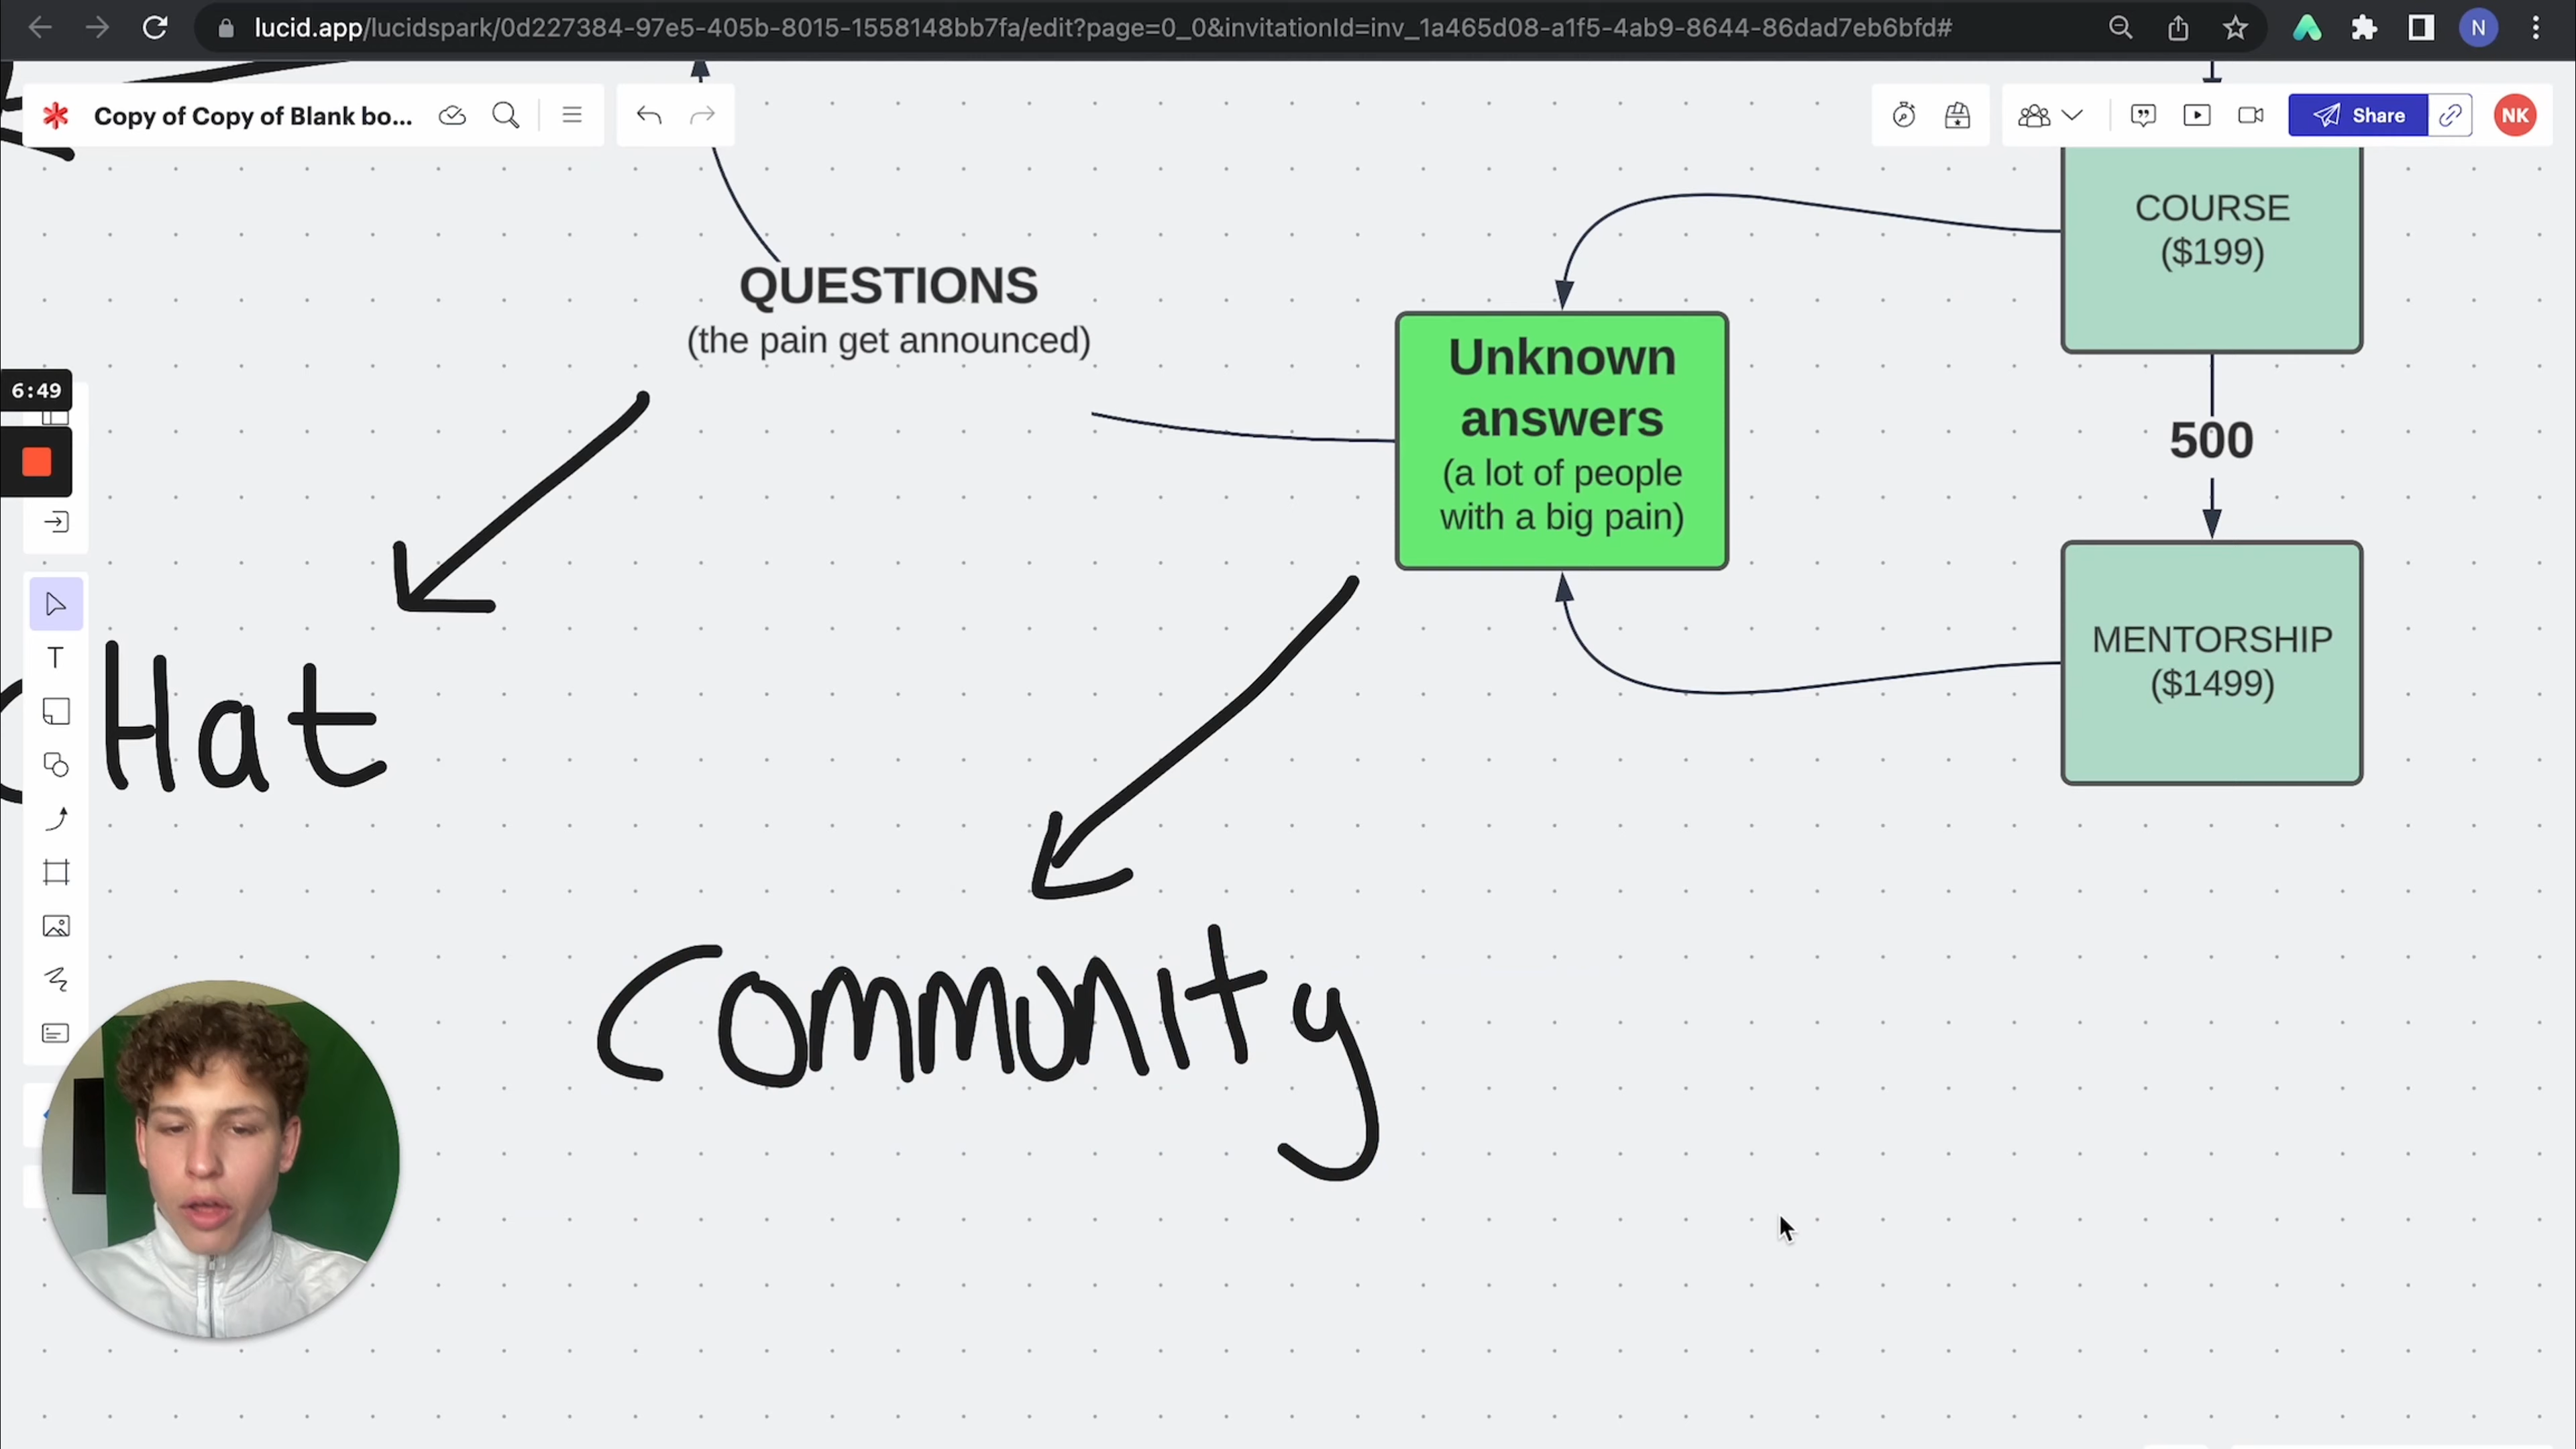 lucid.app/lucidspark/0d227384-97e5-405b-8015-1558148bb7fa/edit?page=0_0&invitationId=inv_1a465d08-a1f5-4ab9-8644-86dad7eb6bfd#
N
Copy of Copy of Blank bo...
Share
NK
COURSE
($199)
QUESTIONS
(the pain get announced)
Unknown
answers
(a lot of people
with a big pain)
6:49
500
MENTORSHIP
($1499)
T
CHat
Community